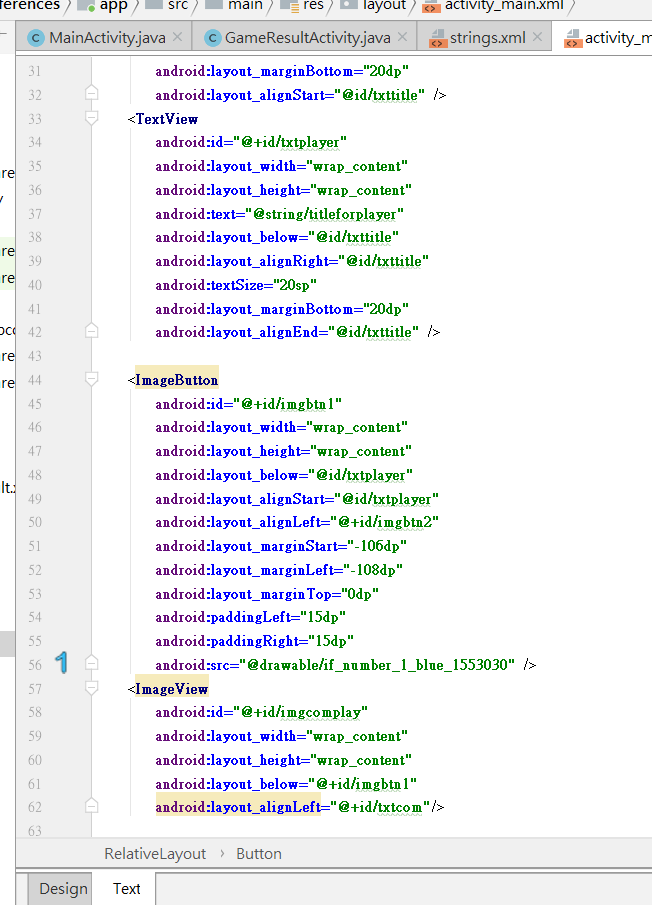 ferences app src main res layout activity_main.xml
MainActivity.java GameResultActivity.java strings.xml activity_m
31 android:layout_marginBottom="20dp"
32 android:layout_alignStart="@id/txttitle" />
33 <TextView
34 android:id="@+id/txtplayer"
35 android:layout_width="wrap_content"
36 android:layout_height="wrap_content"
37 android:text="@string/titleforplayer"
38 android:layout_below="@id/txttitle"
39 android:layout_alignRight="@id/txttitle"
40 android:textSize="20sp"
41 android:layout_marginBottom="20dp"
42 android:layout_alignEnd="@id/txttitle" />
43
44 <ImageButton
45 android:id="@+id/imgbtn1"
46 android:layout_width="wrap_content"
47 android:layout_height="wrap_content"
48 android:layout_below="@id/txtplayer"
49 android:layout_alignStart="@id/txtplayer"
50 android:layout_alignLeft="@+id/imgbtn2"
51 android:layout_marginStart="-106dp"
52 android:layout_marginLeft="-108dp"
53 android:layout_marginTop="0dp"
54 android:paddingLeft="15dp"
55 android:paddingRight="15dp"
56 1 android:src="@drawable/if_number_1_blue_1553030" />
57 <ImageView
58 android:id="@+id/imgcomplay"
59 android:layout_width="wrap_content"
60 android:layout_height="wrap_content"
61 android:layout_below="@+id/imgbtn1"
62 android:layout_alignLeft="@+id/txtcom"/>
63
RelativeLayout › Button
Design Text